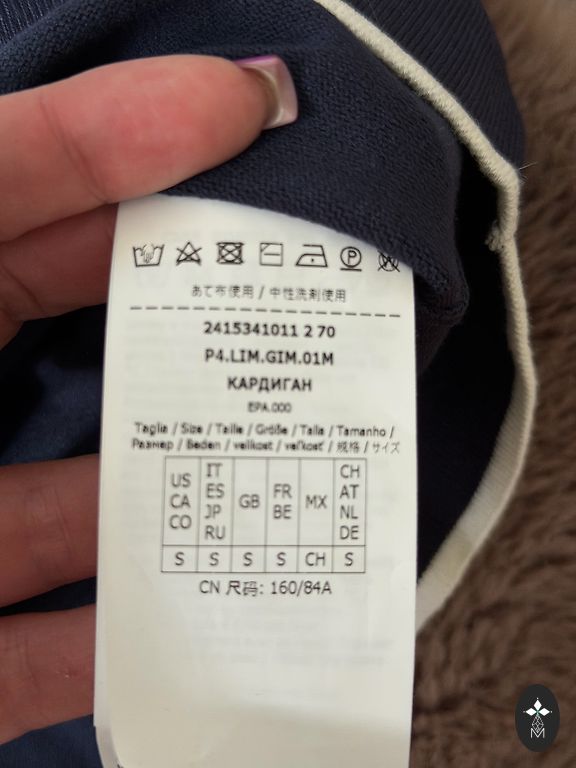 あて布使用 / 中性洗剤使用
2415341011 2 70
P4.LIM.GIM.01M
КАРДИГАН
EPA.000
Taglia / Size / Taille / Größe / Talla / Tamanho /
Размер / Beden / velikost / veľkosť / 规格 / サイズ
US CA CO
IT ES JP RU
GB
FR BE
MX
CH AT NL DE
S S S S CH S
CN 尺码: 160/84A